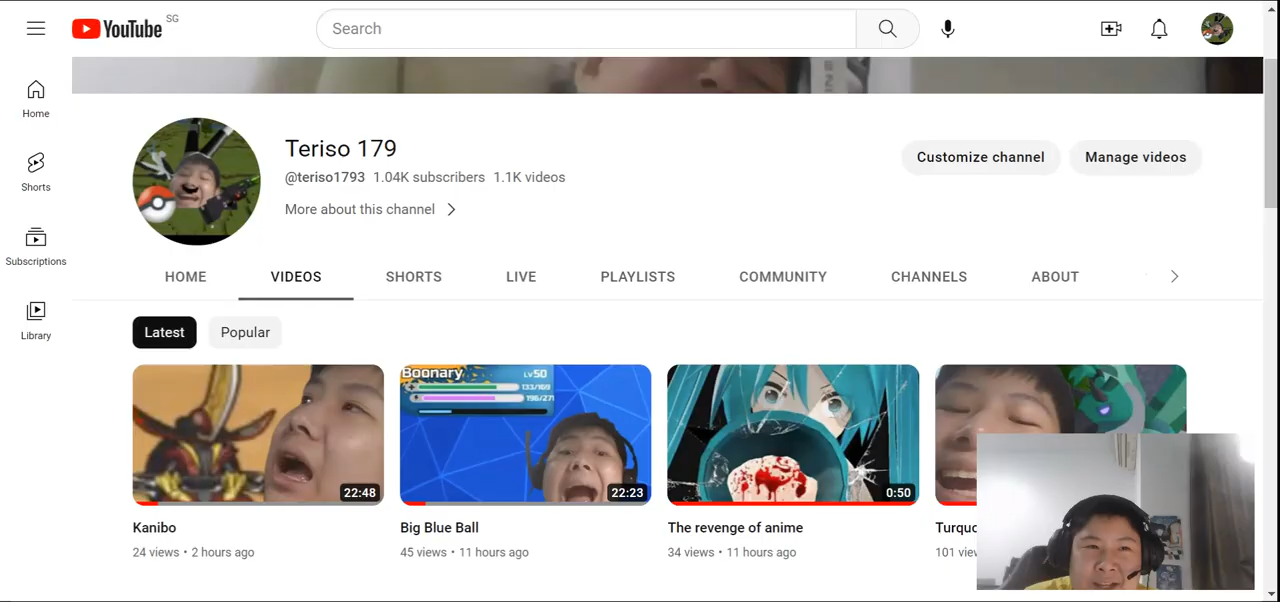 YouTube SG
Search
Home
Shorts
Subscriptions
Library
Teriso 179
@teriso1793 1.04K subscribers 1.1K videos
More about this channel
Customize channel
Manage videos
HOME VIDEOS SHORTS LIVE PLAYLISTS COMMUNITY CHANNELS ABOUT
Latest Popular
22:48
Kanibo
24 views • 2 hours ago
Boonary LV50
133/169
22:23
Big Blue Ball
45 views • 11 hours ago
0:50
The revenge of anime
34 views • 11 hours ago